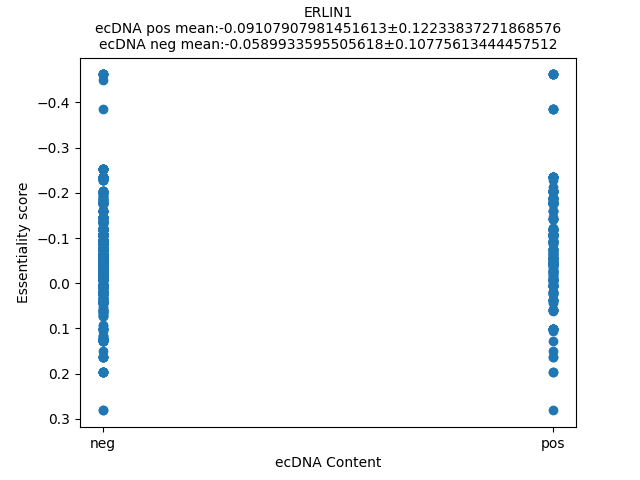 ERLIN1
ecDNA pos mean:-0.09107907981451613±0.12233837271868576
ecDNA neg mean:-0.0589933595505618±0.10775613444457512
Essentiality score
−0.4
−0.3
−0.2
−0.1
0.0
0.1
0.2
0.3
neg
pos
ecDNA Content